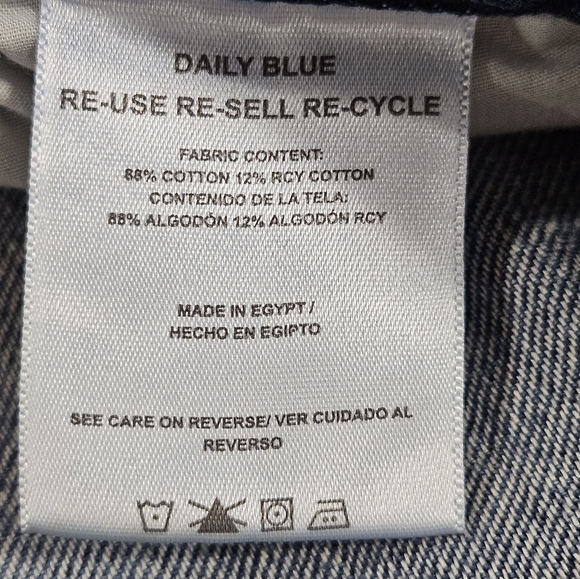 DAILY BLUE
RE-USE RE-SELL RE-CYCLE
FABRIC CONTENT:
88% COTTON 12% RCY COTTON
CONTENIDO DE LA TELA:
88% ALGODÓN 12% ALGODÓN RCY
MADE IN EGYPT /
HECHO EN EGIPTO
SEE CARE ON REVERSE/ VER CUIDADO AL
REVERSO